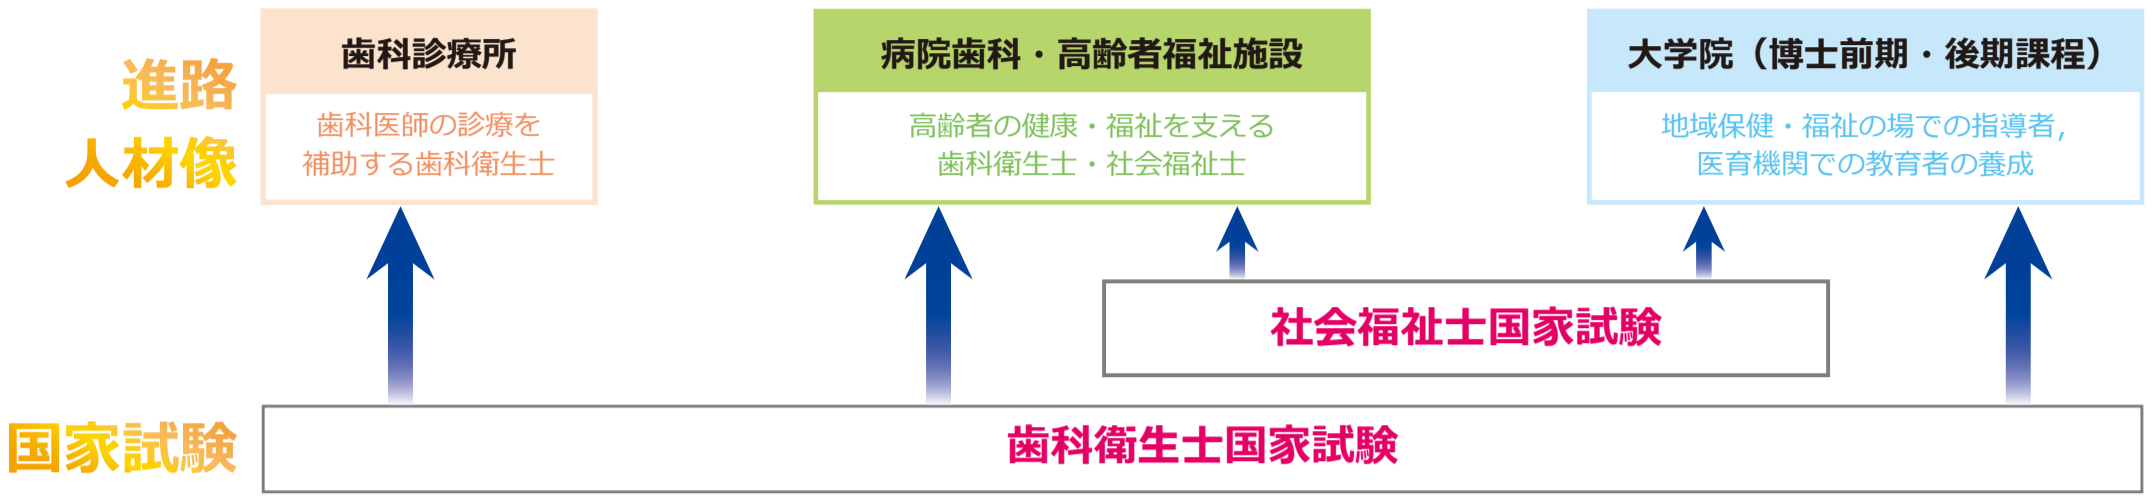 進路
人材像
歯科診療所
歯科医師の診療を
補助する歯科衛生士
病院歯科・高齢者福祉施設
高齢者の健康・福祉を支える
歯科衛生士・社会福祉士
大学院（博士前期・後期課程）
地域保健・福祉の場での指導者,
医育機関での教育者の養成
社会福祉士国家試験
国家試験
歯科衛生士国家試験